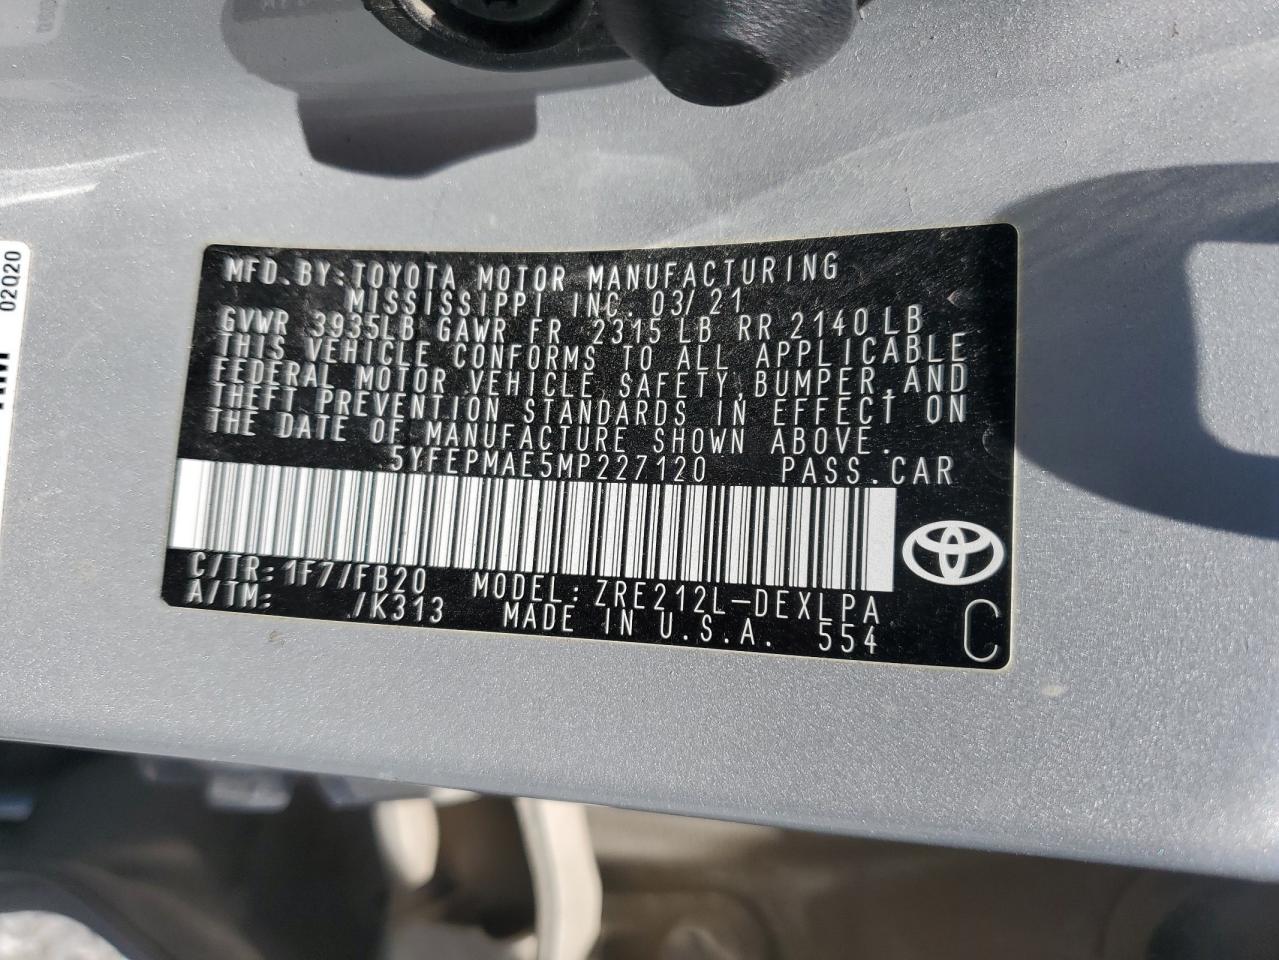 MFD.BY:TOYOTA MOTOR MANUFACTURING
MISSISSIPPI INC. 03/21
GVWR 3935LB GAWR FR 2315 LB RR 2140 LB
THIS VEHICLE CONFORMS TO ALL APPLICABLE
FEDERAL MOTOR VEHICLE SAFETY,BUMPER,AND
THEFT PREVENTION STANDARDS IN EFFECT ON
THE DATE OF MANUFACTURE SHOWN ABOVE.
5YFEPMAE5MP227120 PASS.CAR
C/TR:1F7/FB20 MODEL:ZRE212L-DEXLPA
A/TM: /K313 MADE IN U.S.A. 554
C
02020